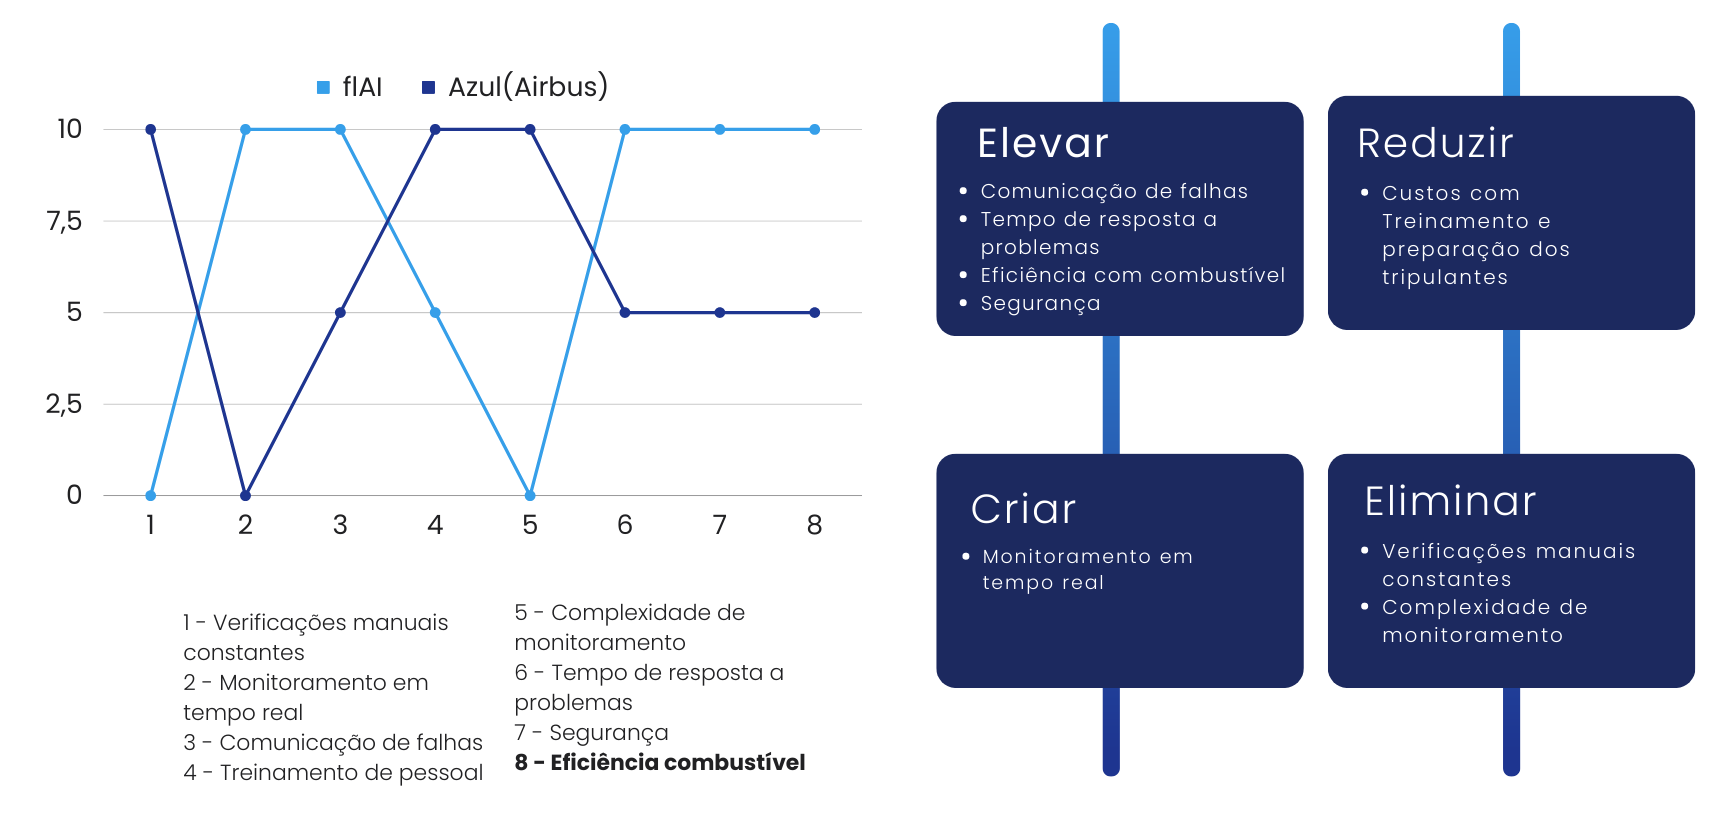 flAI
Azul(Airbus)
10
7,5
5
2,5
0
1 2 3 4 5 6 7 8
1 - Verificações manuais
constantes
2 - Monitoramento em
tempo real
3 - Comunicação de falhas
4 - Treinamento de pessoal
5 - Complexidade de
monitoramento
6 - Tempo de resposta a
problemas
7 - Segurança
8 - Eficiência combustível
Elevar
• Comunicação de falhas
• Tempo de resposta a
problemas
• Eficiência com combustível
• Segurança
Reduzir
• Custos com
Treinamento e
preparação dos
tripulantes
Criar
• Monitoramento em
tempo real
Eliminar
• Verificações manuais
constantes
• Complexidade de
monitoramento